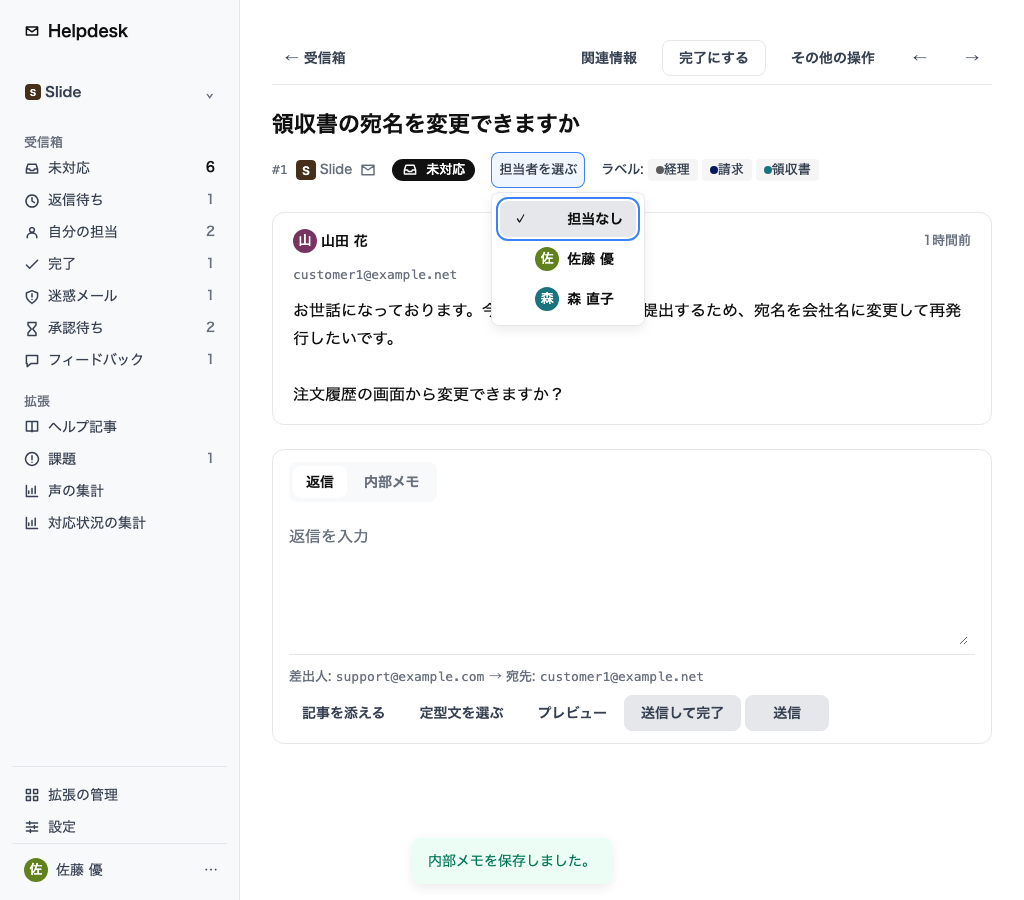 Helpdesk
S Slide
受信箱
未対応 6
返信待ち 1
自分の担当 2
完了 1
迷惑メール 1
承認待ち 2
フィードバック 1
拡張
ヘルプ記事
課題 1
声の集計
対応状況の集計
拡張の管理
設定
佐 佐藤 優 …
← 受信箱 関連情報 完了にする その他の操作 ← →
領収書の宛名を変更できますか
#1 S Slide 未対応 担当者を選ぶ ラベル: 経理 請求 領収書
✓ 担当なし
佐 佐藤 優
森 森 直子
山 山田 花 1時間前
customer1@example.net
お世話になっております。今 提出するため、宛名を会社名に変更して再発
行したいです。
注文履歴の画面から変更できますか？
返信 内部メモ
返信を入力
差出人: support@example.com → 宛先: customer1@example.net
記事を添える 定型文を選ぶ プレビュー 送信して完了 送信
内部メモを保存しました。